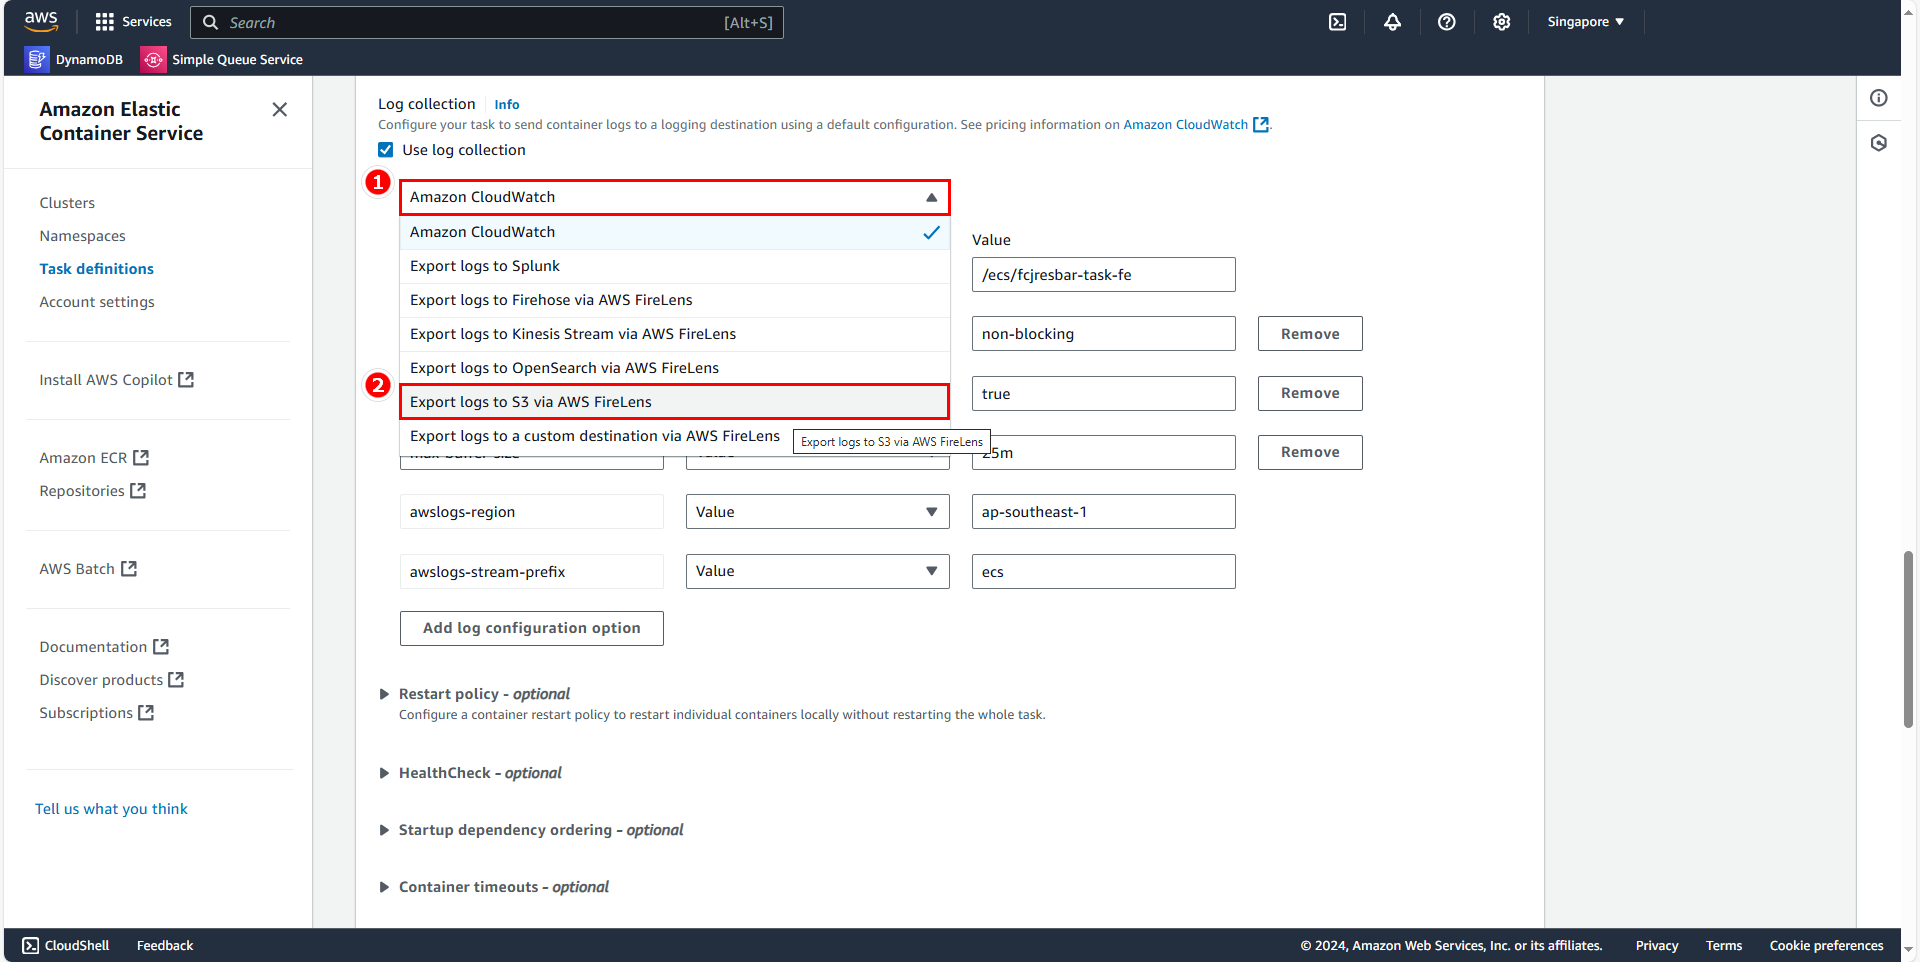 aws
Services
Search
[Alt+S]
Singapore
DynamoDB
Simple Queue Service
Amazon Elastic
Container Service
Clusters
Namespaces
Task definitions
Account settings
Install AWS Copilot
Amazon ECR
Repositories
AWS Batch
Documentation
Discover products
Subscriptions
Tell us what you think
Log collection
Info
Configure your task to send container logs to a logging destination using a default configuration. See pricing information on Amazon CloudWatch.
Use log collection
1
Amazon CloudWatch
Amazon CloudWatch
Export logs to Splunk
Export logs to Firehose via AWS FireLens
Export logs to Kinesis Stream via AWS FireLens
Export logs to OpenSearch via AWS FireLens
2
Export logs to S3 via AWS FireLens
Export logs to a custom destination via AWS FireLens
Export logs to S3 via AWS FireLens
Value
/ecs/fcjresbar-task-fe
non-blocking
Remove
true
Remove
max-buffer-size
Value
25m
Remove
awslogs-region
Value
ap-southeast-1
awslogs-stream-prefix
Value
ecs
Add log configuration option
Restart policy - optional
Configure a container restart policy to restart individual containers locally without restarting the whole task.
HealthCheck - optional
Startup dependency ordering - optional
Container timeouts - optional
CloudShell
Feedback
© 2024, Amazon Web Services, Inc. or its affiliates.
Privacy
Terms
Cookie preferences